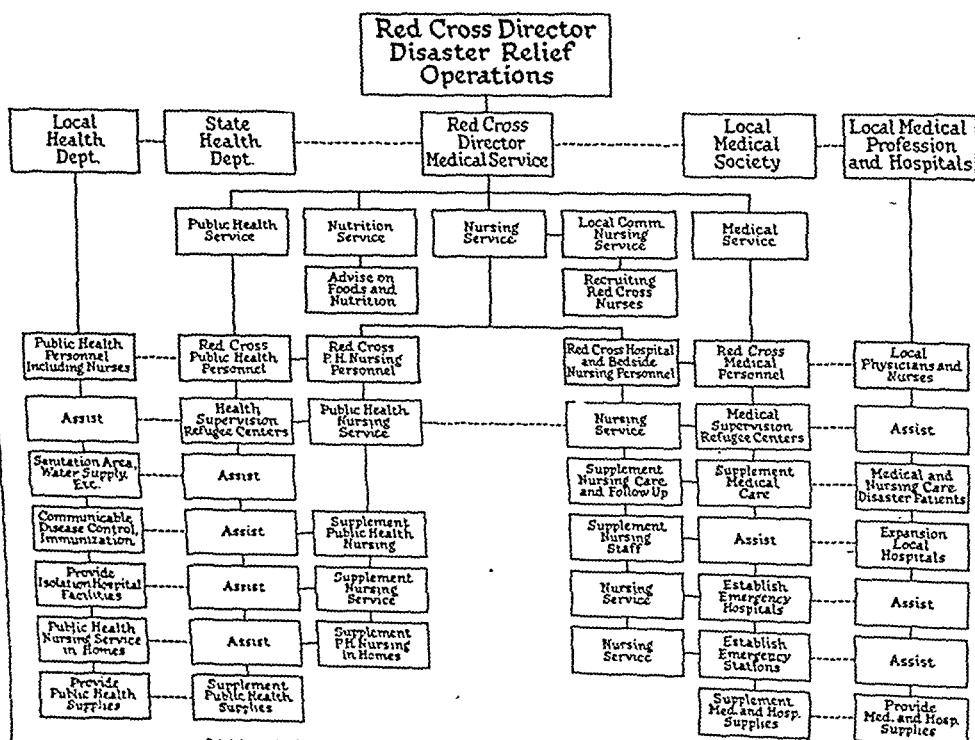 Red Cross Director
Disaster Relief
Operations
Local
Health
Dept.
State
Health
Dept.
Red Cross
Director
Medical Service
Local
Medical
Society
Local Medical
Profession
and Hospitals
Public Health
Service
Nutrition
Service
Nursing
Service
Local Comm.
Nursing
Service
Medical
Service
Advise on
Foods and
Nutrition
Recruiting
Red Cross
Nurses
Public Health
Personnel
Including Nurses
Red Cross
Public Health
Personnel
Red Cross
P.H. Nursing
Personnel
Red Cross Hospital
and Bedside
Nursing Personnel
Red Cross
Medical
Personnel
Local
Physicians and
Nurses
Assist
Health
Supervision
Refugee Centers
Public Health
Nursing
Service
Nursing
Service
Medical
Supervision
Refugee Centers
Assist
Sanitation Area,
Water Supply,
Etc.
Assist
Supplement
Nursing Care
and Follow Up
Supplement
Medical
Care
Medical and
Nursing Care
Disaster Patients
Communicable
Disease Control,
Immunization
Assist
Supplement
Public Health
Nursing
Supplement
Nursing
Staff
Assist
Expansion
Local
Hospitals
Provide
Isolation Hospital
Facilities
Assist
Supplement
Nursing
Service
Nursing
Service
Establish
Emergency
Hospitals
Assist
Public Health
Nursing Service
in Homes
Assist
Supplement
P.H. Nursing
in Homes
Nursing
Service
Establish
Emergency
Stations
Assist
Provide
Public Health
Supplies
Supplement
Public Health
Supplies
Supplement
Med. and Hosp.
Supplies
Provide
Med. and Hosp.
Supplies